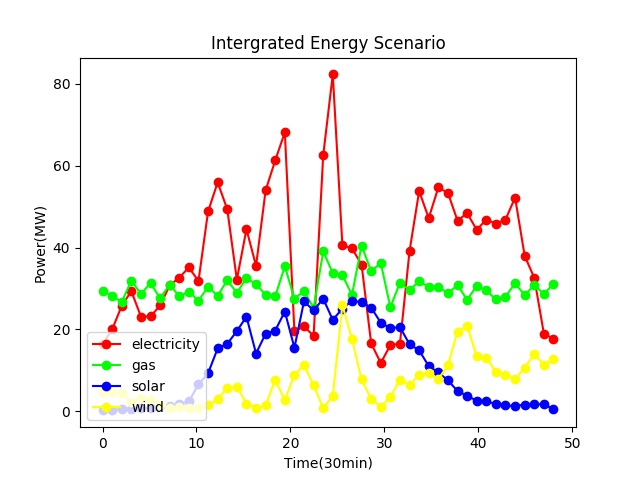 Intergrated Energy Scenario
Power(MW)
80
60
40
20
0
electricity
gas
solar
wind
0 10 20 30 40 50
Time(30min)